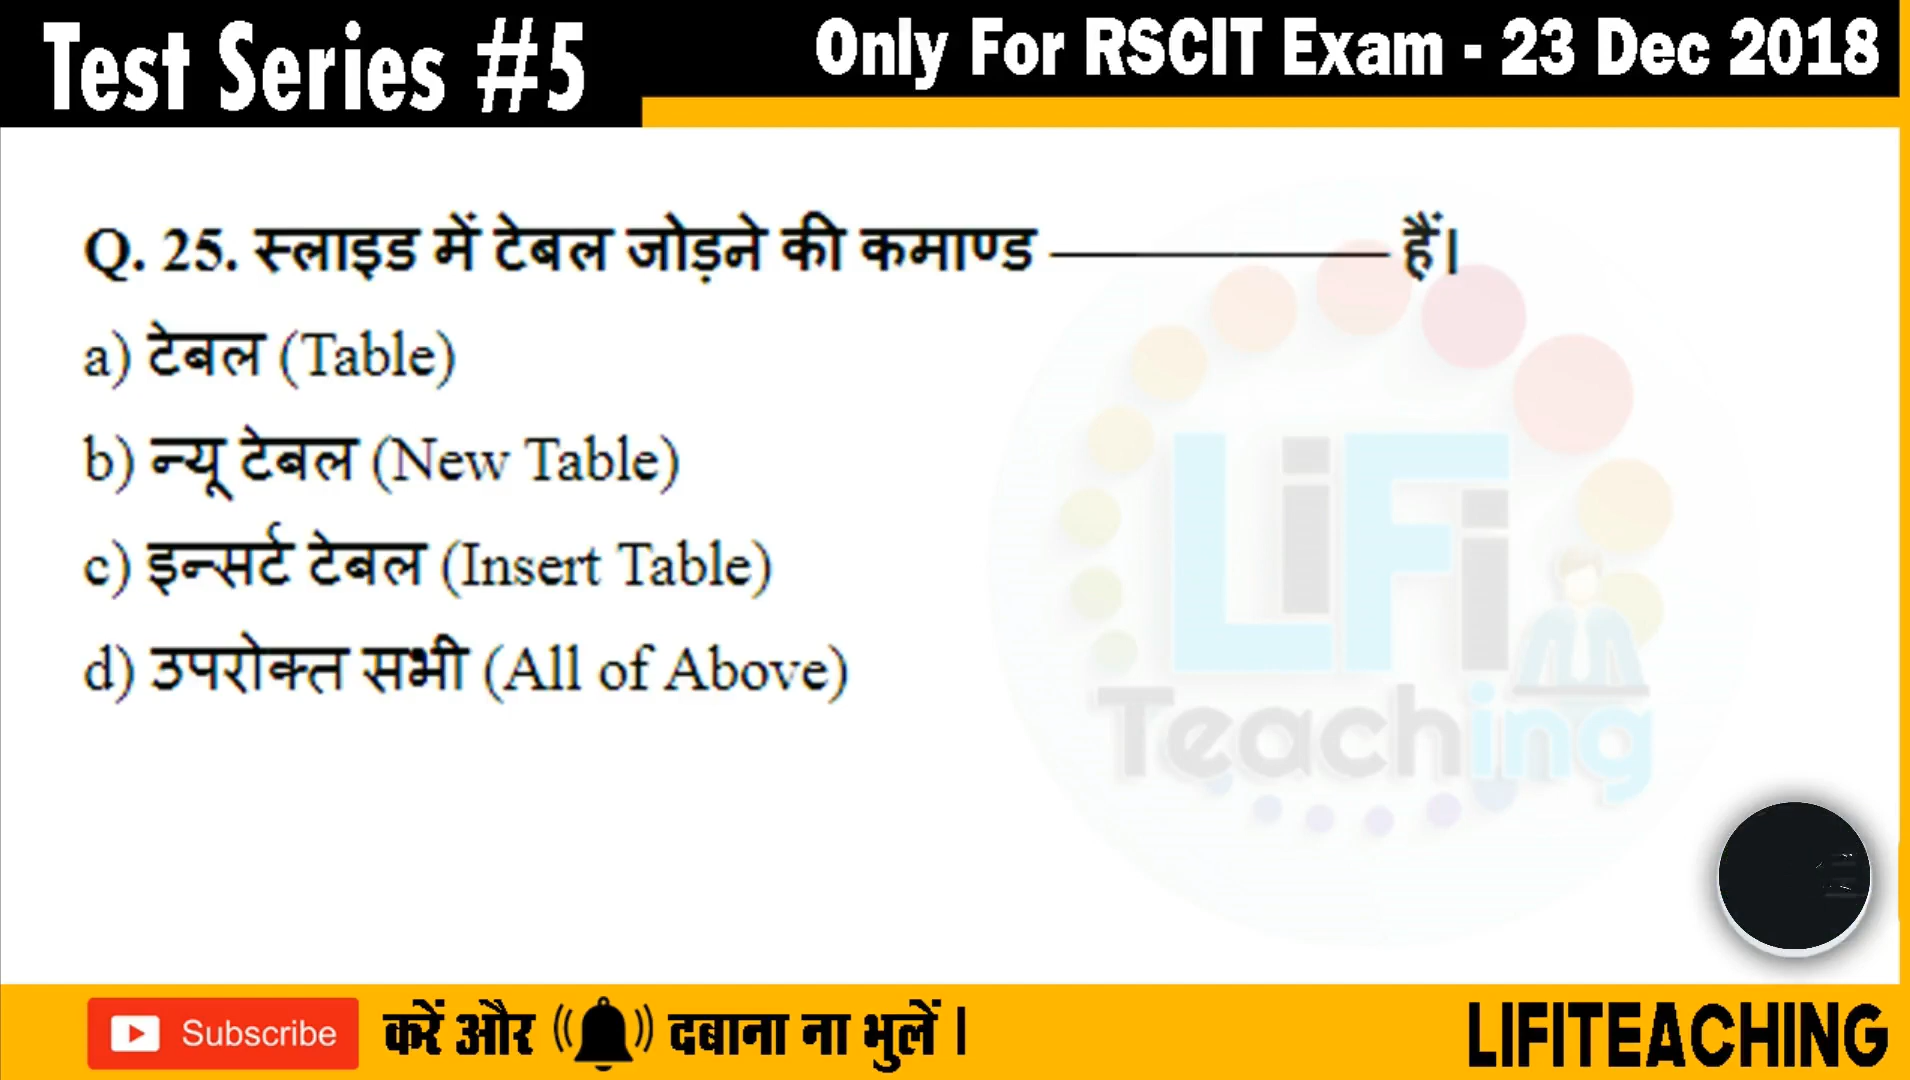 Test Series #5
Only For RSCIT Exam - 23 Dec 2018
Q. 25. स्लाइड में टेबल जोड़ने की कमाण्ड ———————— हैं।
a) टेबल (Table)
b) न्यू टेबल (New Table)
c) इन्सर्ट टेबल (Insert Table)
d) उपरोक्त सभी (All of Above)
LiFi
Teaching
Subscribe करें और दबाना ना भुलें ।
LIFITEACHING